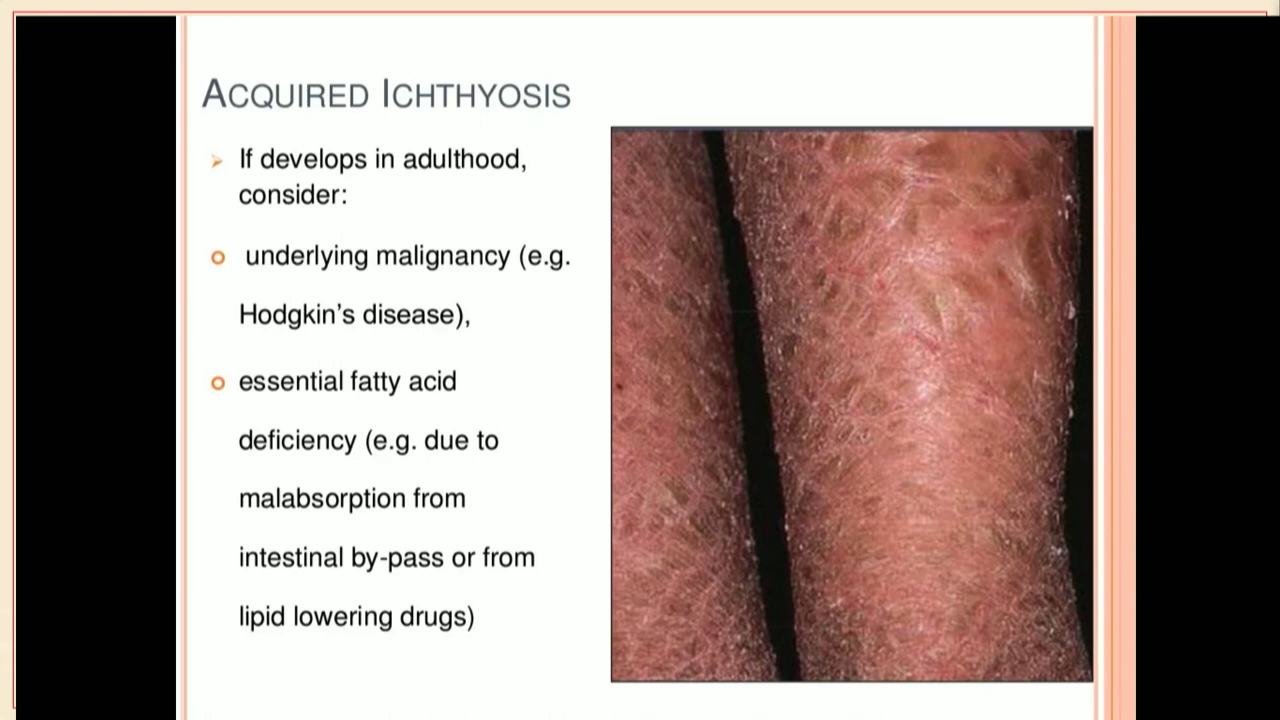 ACQUIRED ICHTHYOSIS
If develops in adulthood,
consider:
underlying malignancy (e.g.
Hodgkin’s disease),
essential fatty acid
deficiency (e.g. due to
malabsorption from
intestinal by-pass or from
lipid lowering drugs)